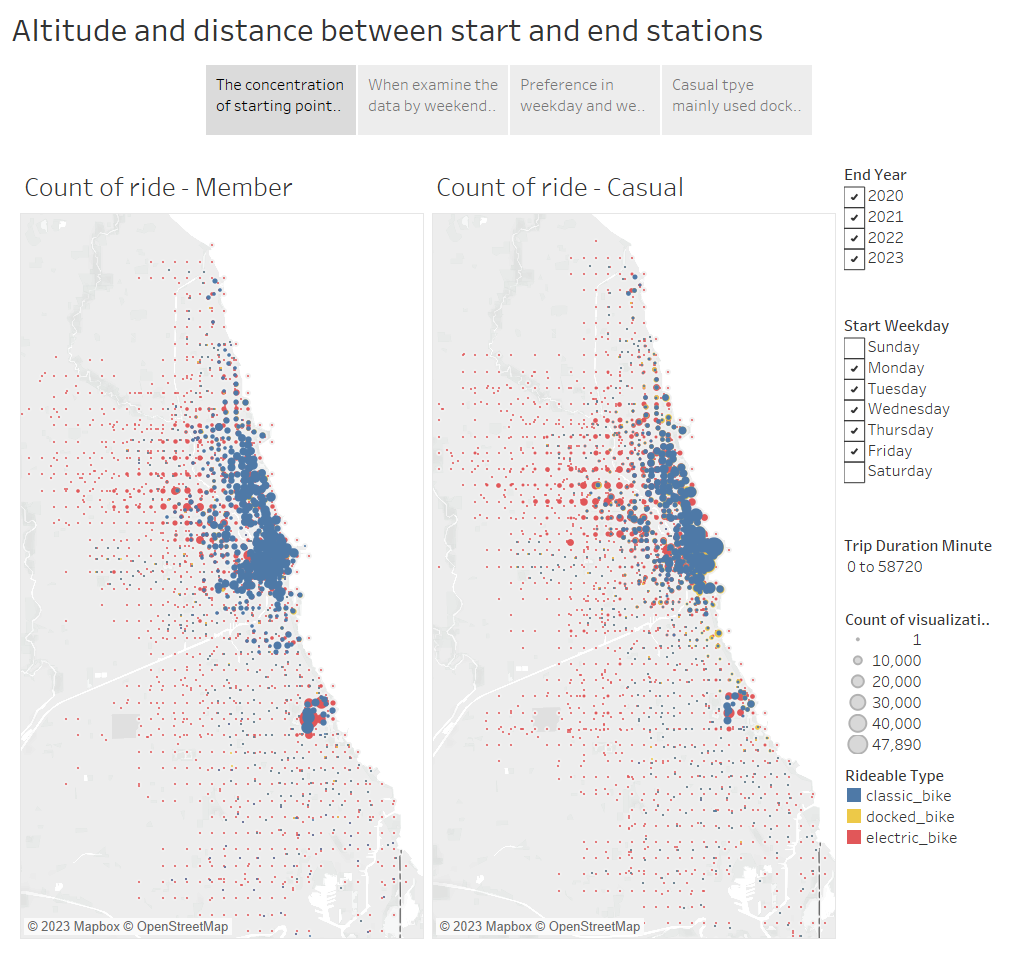 Altitude and distance between start and end stations
The concentration
of starting point..
When examine the
data by weekend..
Preference in
weekday and we..
Casual tpye
mainly used dock..
Count of ride - Member
Count of ride - Casual
© 2023 Mapbox © OpenStreetMap
© 2023 Mapbox © OpenStreetMap
End Year
2020
2021
2022
2023
Start Weekday
Sunday
Monday
Tuesday
Wednesday
Thursday
Friday
Saturday
Trip Duration Minute
0 to 58720
Count of visualizati..
1
10,000
20,000
30,000
40,000
47,890
Rideable Type
classic_bike
docked_bike
electric_bike